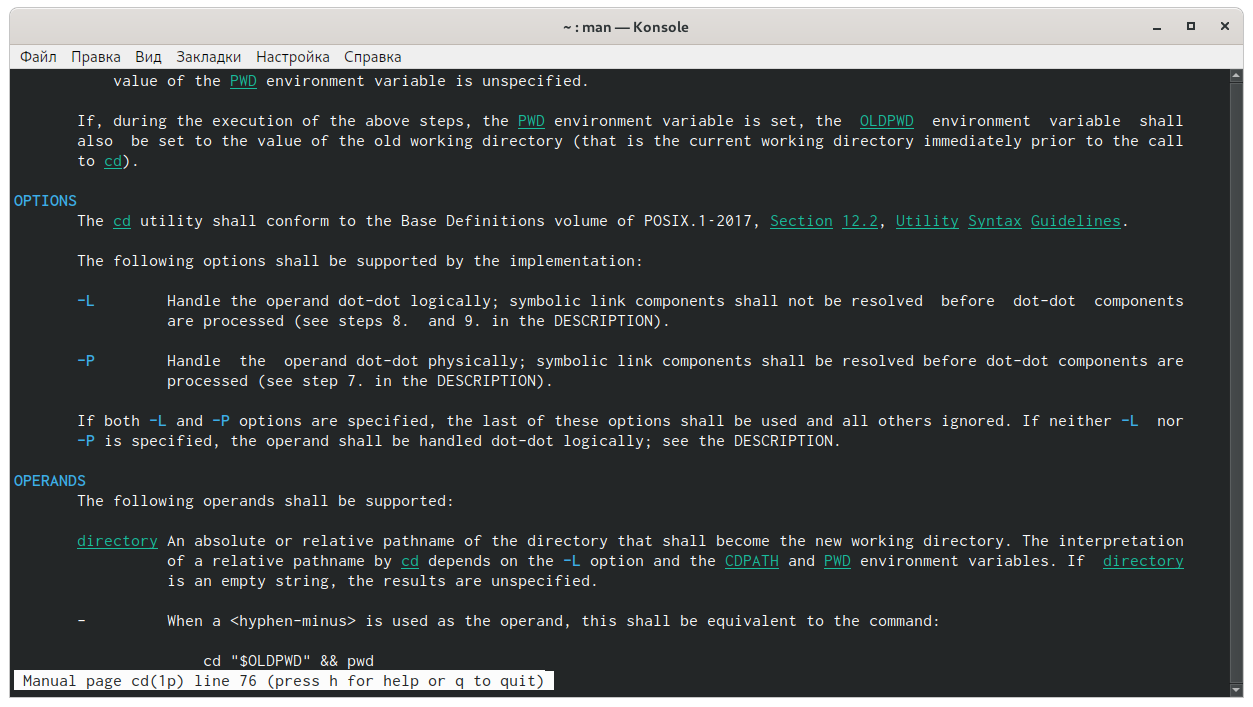 ~ : man — Konsole
Файл Правка Вид Закладки Настройка Справка
value of the PWD environment variable is unspecified.
If, during the execution of the above steps, the PWD environment variable is set, the OLDPWD environment variable shall
also be set to the value of the old working directory (that is the current working directory immediately prior to the call
to cd).
OPTIONS
The cd utility shall conform to the Base Definitions volume of POSIX.1-2017, Section 12.2, Utility Syntax Guidelines.
The following options shall be supported by the implementation:
-L Handle the operand dot-dot logically; symbolic link components shall not be resolved before dot-dot components
are processed (see steps 8. and 9. in the DESCRIPTION).
-P Handle the operand dot-dot physically; symbolic link components shall be resolved before dot-dot components are
processed (see step 7. in the DESCRIPTION).
If both -L and -P options are specified, the last of these options shall be used and all others ignored. If neither -L nor
-P is specified, the operand shall be handled dot-dot logically; see the DESCRIPTION.
OPERANDS
The following operands shall be supported:
directory An absolute or relative pathname of the directory that shall become the new working directory. The interpretation
of a relative pathname by cd depends on the -L option and the CDPATH and PWD environment variables. If directory
is an empty string, the results are unspecified.
- When a <hyphen-minus> is used as the operand, this shall be equivalent to the command:
cd "$OLDPWD" && pwd
Manual page cd(1p) line 76 (press h for help or q to quit)